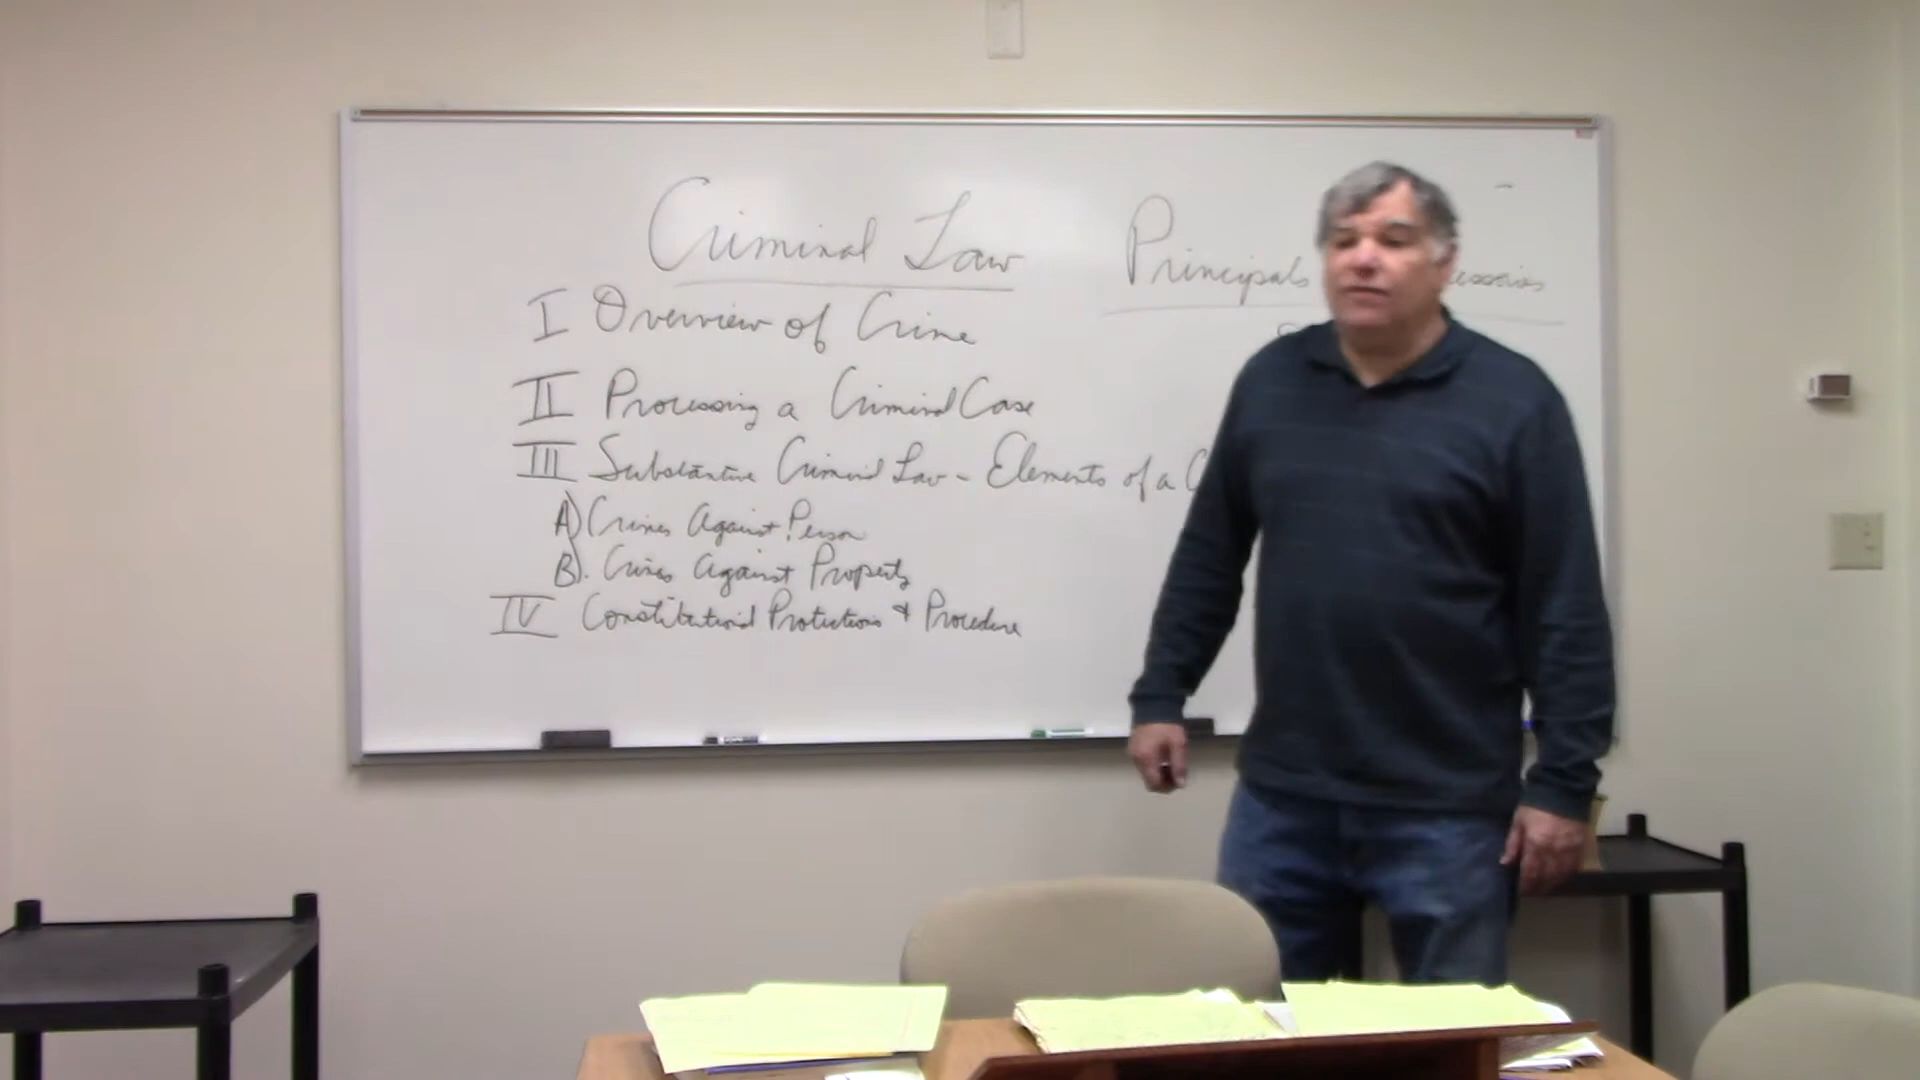 Criminal Law
I Overview of Crime
II Processing a Criminal Case
III Substantive Criminal Law - Elements of a
A) Crimes Against Person
B). Crimes Against Property
IV Constitutional Protections & Procedure
Principals